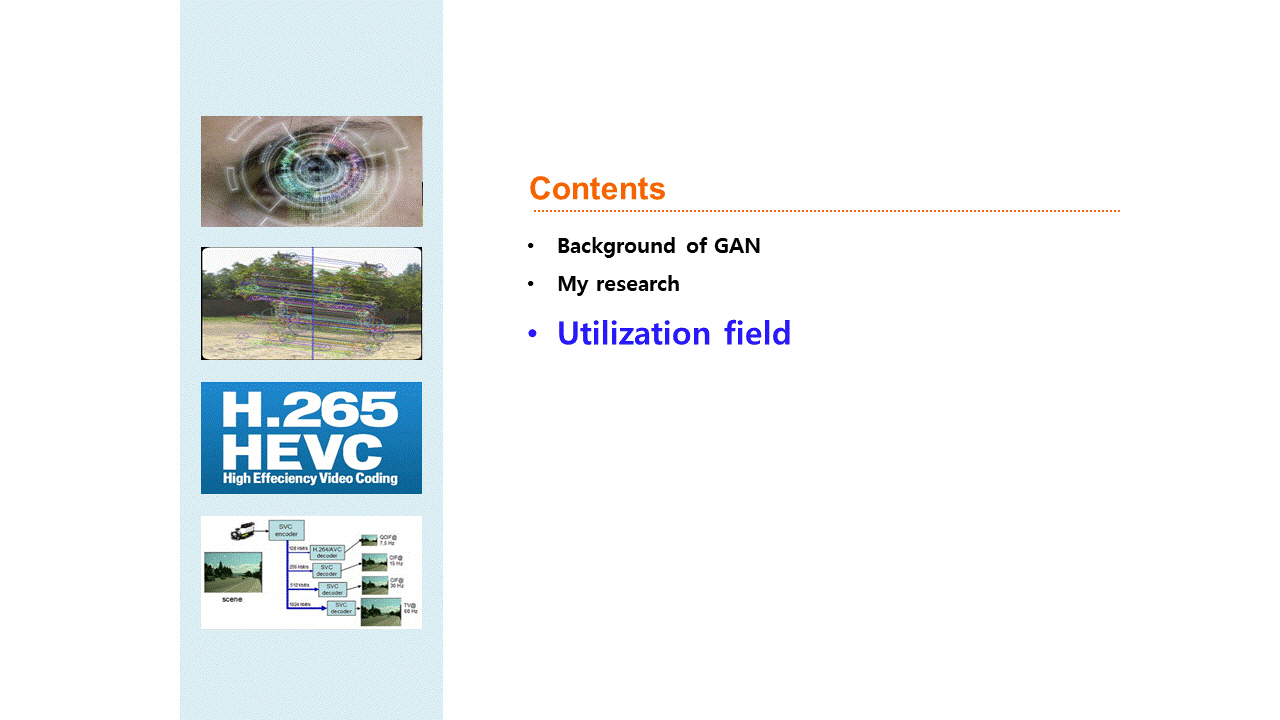 Contents
• Background of GAN
• My research
• Utilization field
H.265
HEVC
High Effeciency Video Coding
SVC
encoder
128 kbit/s
H.264/AVC
decoder
QCIF@
7.5 Hz
256 kbit/s
SVC
decoder
CIF@
15 Hz
512 kbit/s
SVC
decoder
CIF@
30 Hz
1024 kbit/s
SVC
decoder
TV@
60 Hz
scene